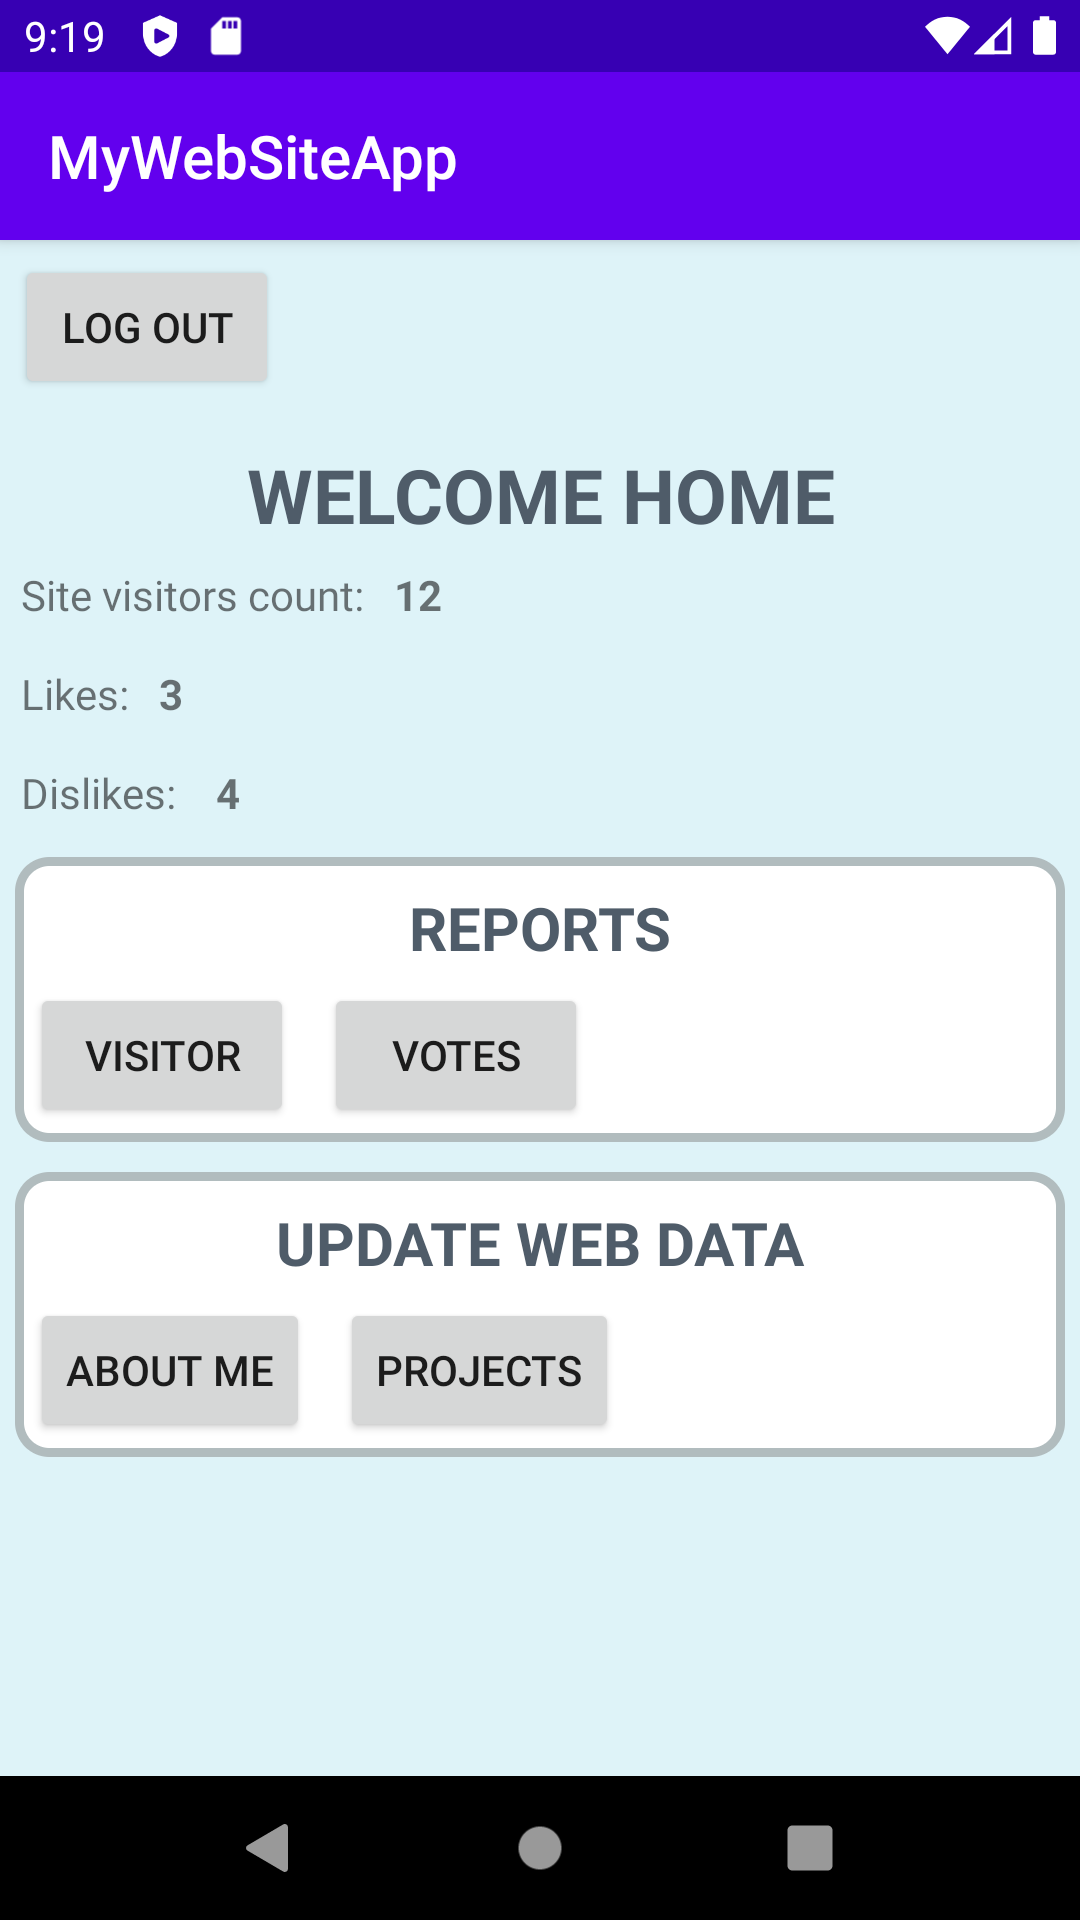 9:19
MyWebSiteApp
LOG OUT
WELCOME HOME
Site visitors count: 12
Likes: 3
Dislikes: 4
REPORTS
VISITOR VOTES
UPDATE WEB DATA
ABOUT ME PROJECTS